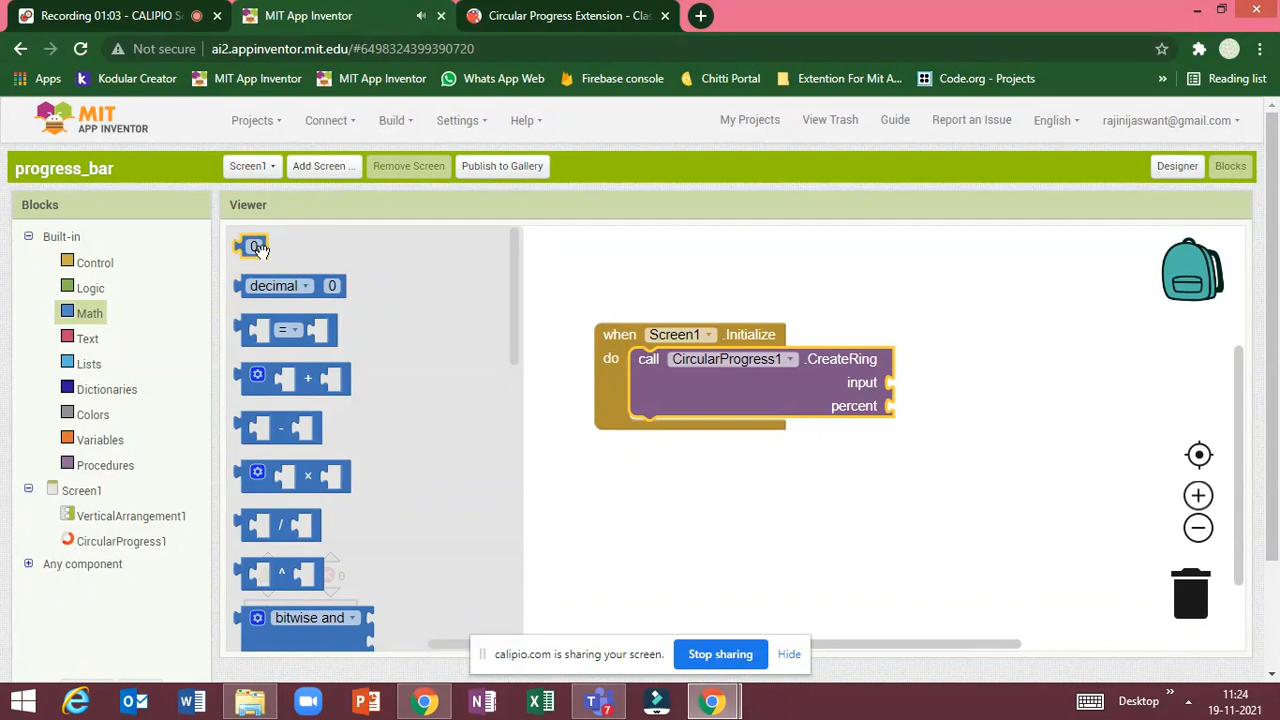 Recording 01:03 - CALIPIO S
MIT App Inventor
Circular Progress Extension - Clas
Not secure
ai2.appinventor.mit.edu/#6498324399390720
Apps
Kodular Creator
MIT App Inventor
MIT App Inventor
Whats App Web
Firebase console
Chitti Portal
Extention For Mit A...
Code.org - Projects
»
Reading list
MIT
APP INVENTOR
Projects
Connect
Build
Settings
Help
My Projects
View Trash
Guide
Report an Issue
English
rajinijaswant@gmail.com
progress_bar
Screen1
Add Screen ...
Remove Screen
Publish to Gallery
Designer
Blocks
Blocks
Viewer
Built-in
Control
Logic
Math
Text
Lists
Dictionaries
Colors
Variables
Procedures
Screen1
VerticalArrangement1
CircularProgress1
Any component
0
decimal 0
=
+
-
×
/
^
0
bitwise and
when Screen1 .Initialize
do call CircularProgress1 .CreateRing
input
percent
calipio.com is sharing your screen.
Stop sharing
Hide
7
Desktop
»
11:24
19-11-2021